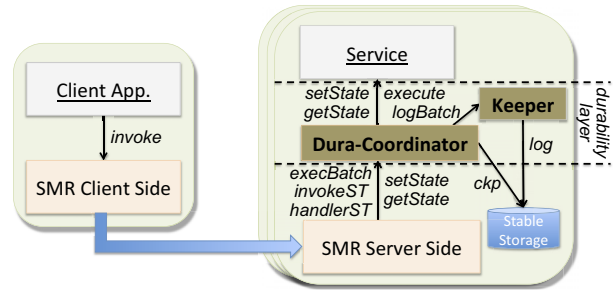 Client App.
invoke
SMR Client Side
Service
setState execute
getState logBatch
Keeper
durability
layer
Dura-Coordinator
log
execBatch
invokeST
handlerST
setState
getState
ckp
Stable
Storage
SMR Server Side